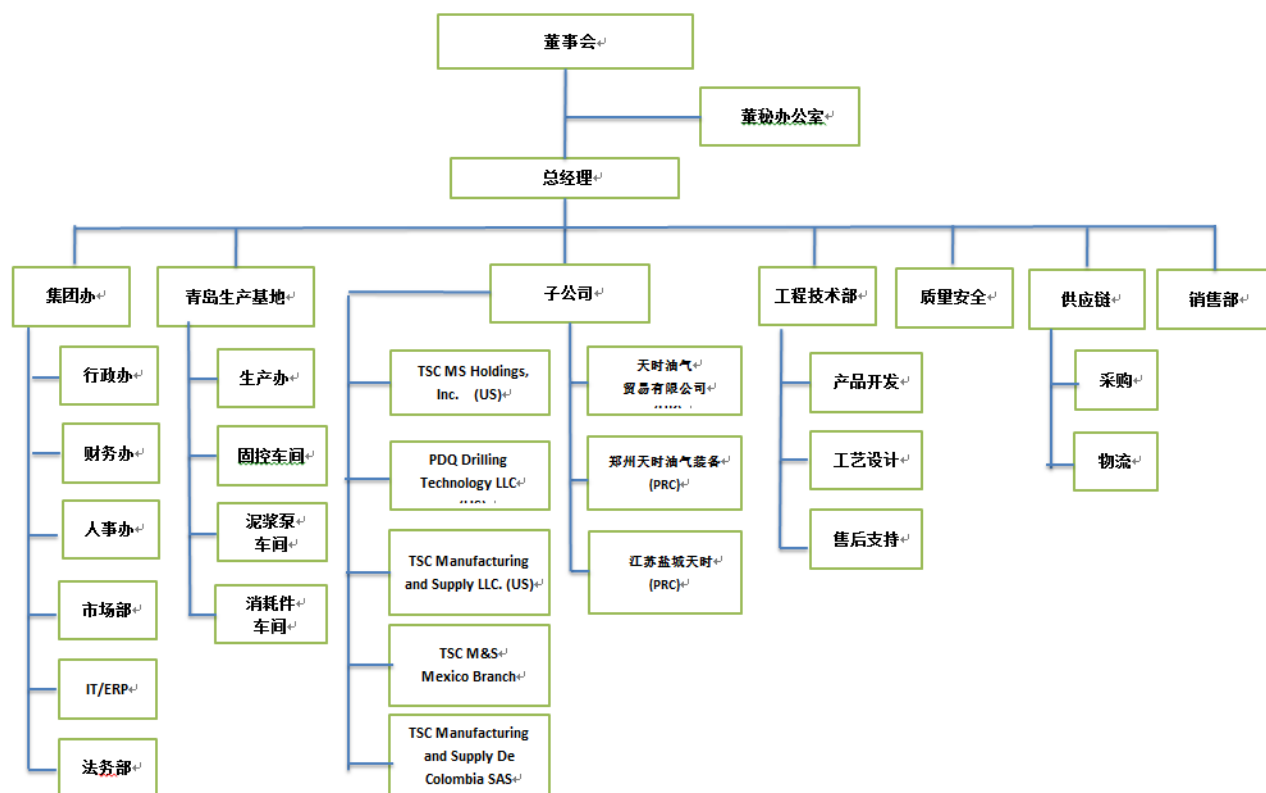 董事会
董秘办公室
总经理
集团办
青岛生产基地
子公司
工程技术部
质量安全
供应链
销售部
行政办
财务办
人事办
市场部
IT/ERP
法务部
生产办
固控车间
泥浆泵
车间
消耗件
车间
TSC MS Holdings,
Inc. (US)
PDQ Drilling
Technology LLC
TSC Manufacturing
and Supply LLC. (US)
TSC M&S
Mexico Branch
TSC Manufacturing
and Supply De
Colombia SAS
天时油气
贸易有限公司
郑州天时油气装备
(PRC)
江苏盐城天时
(PRC)
产品开发
工艺设计
售后支持
采购
物流